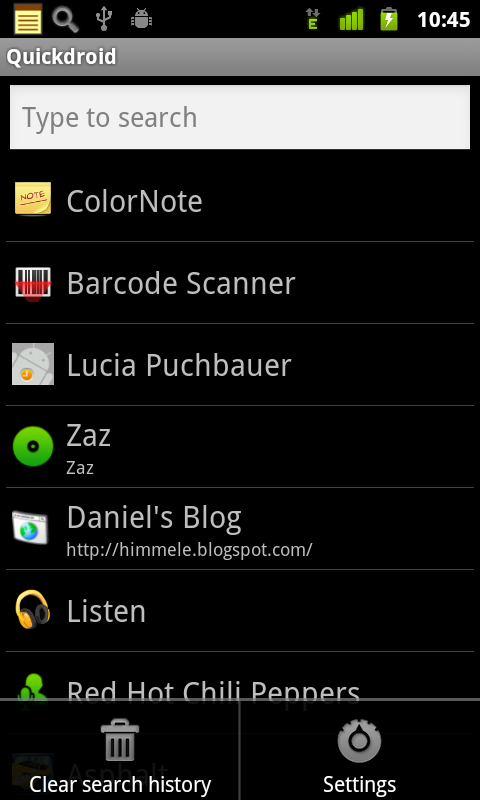 E
10:45
Quickdroid
Type to search
NOTE
ColorNote
Barcode Scanner
Lucia Puchbauer
Zaz
Zaz
Daniel's Blog
http://himmele.blogspot.com/
Listen
Red Hot Chili Peppers
Asphalt
Clear search history
Settings